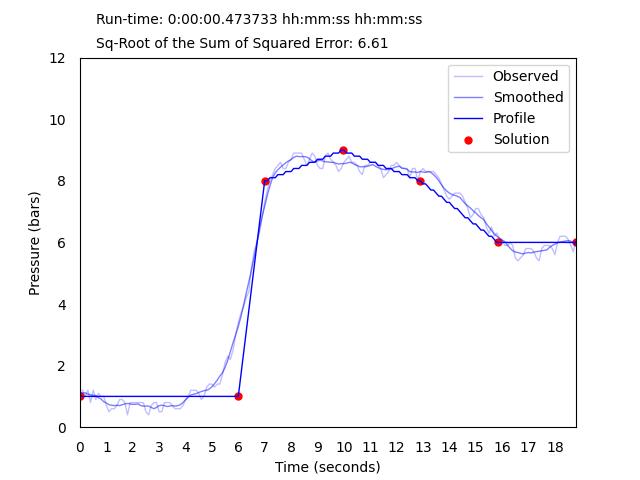 Run-time: 0:00:00.473733 hh:mm:ss hh:mm:ss
Sq-Root of the Sum of Squared Error: 6.61
Observed
Smoothed
Profile
Solution
Pressure (bars)
12
10
8
6
4
2
0
0 1 2 3 4 5 6 7 8 9 10 11 12 13 14 15 16 17 18
Time (seconds)